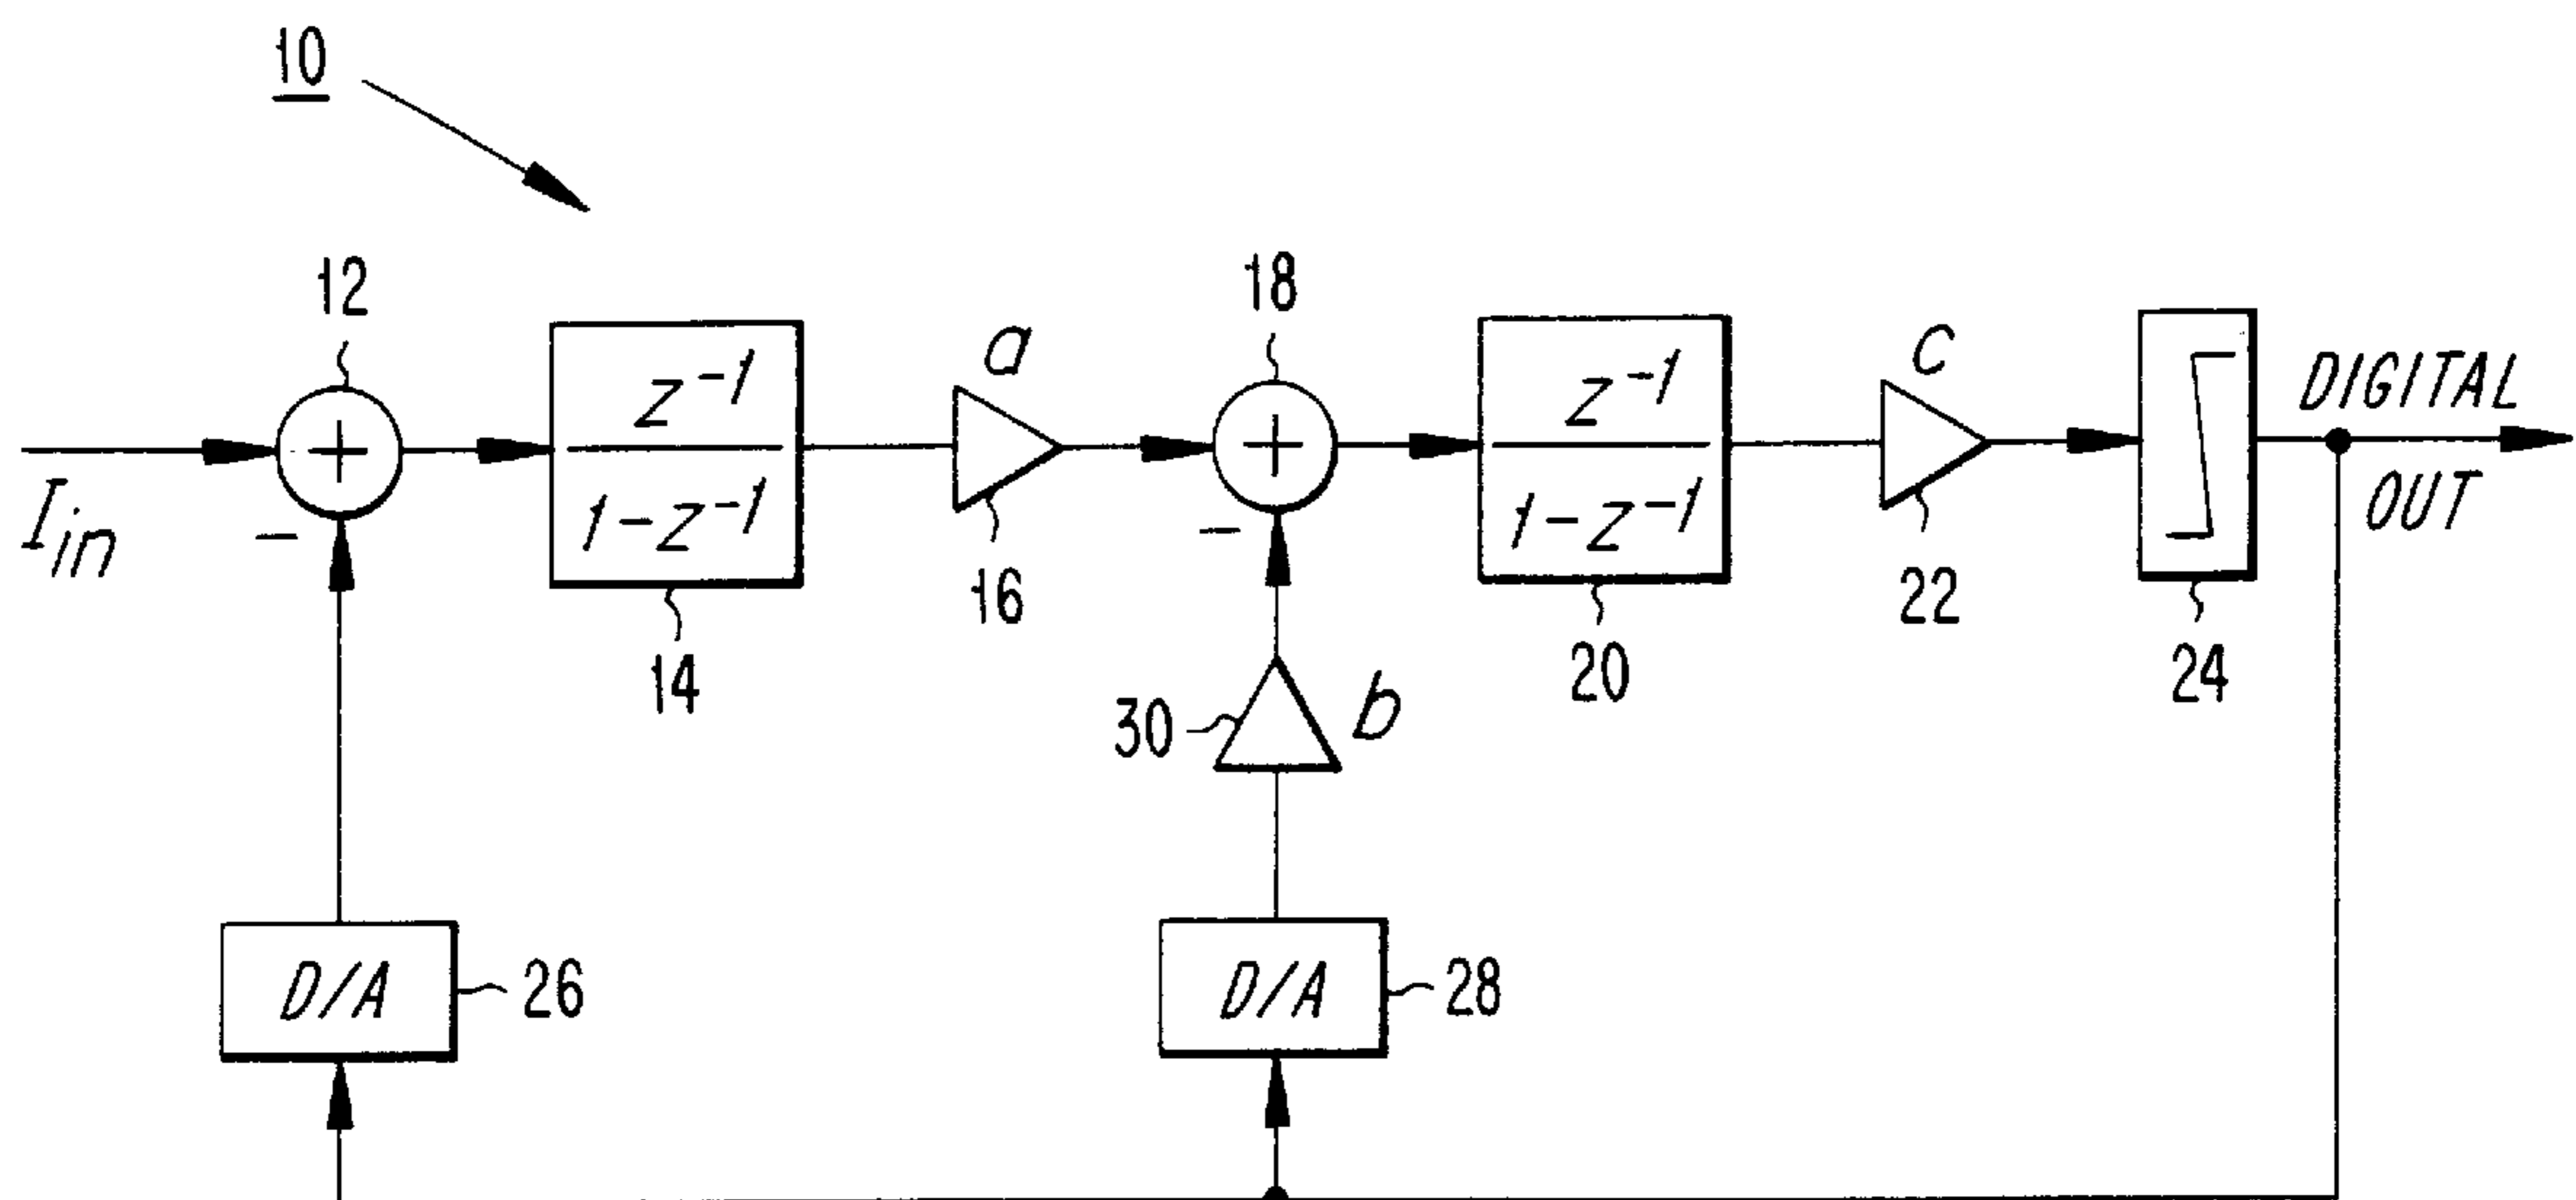 10
12
18
a
c
+
+
z⁻¹
1-z⁻¹
z⁻¹
1-z⁻¹
DIGITAL
OUT
I_in
-
-
16
22
14
20
24
30
b
D/A
26
D/A
28